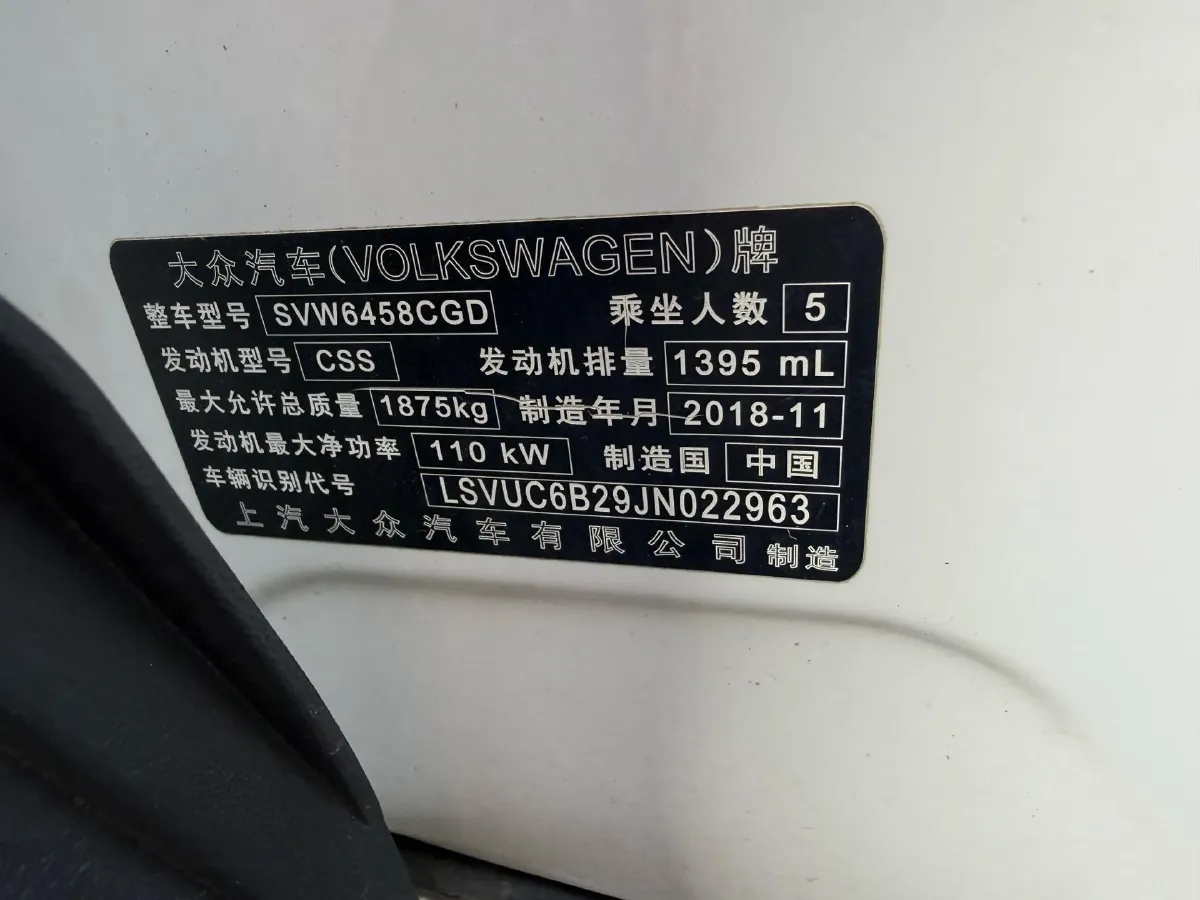 大众汽车(VOLKSWAGEN)牌
整车型号 SVW6458CGD 乘坐人数 5
发动机型号 CSS 发动机排量 1395 mL
最大允许总质量 1875kg 制造年月 2018-11
发动机最大净功率 110 kW 制造国 中国
车辆识别代号 LSVUC6B29JN022963
上汽大众汽车有限公司 制造